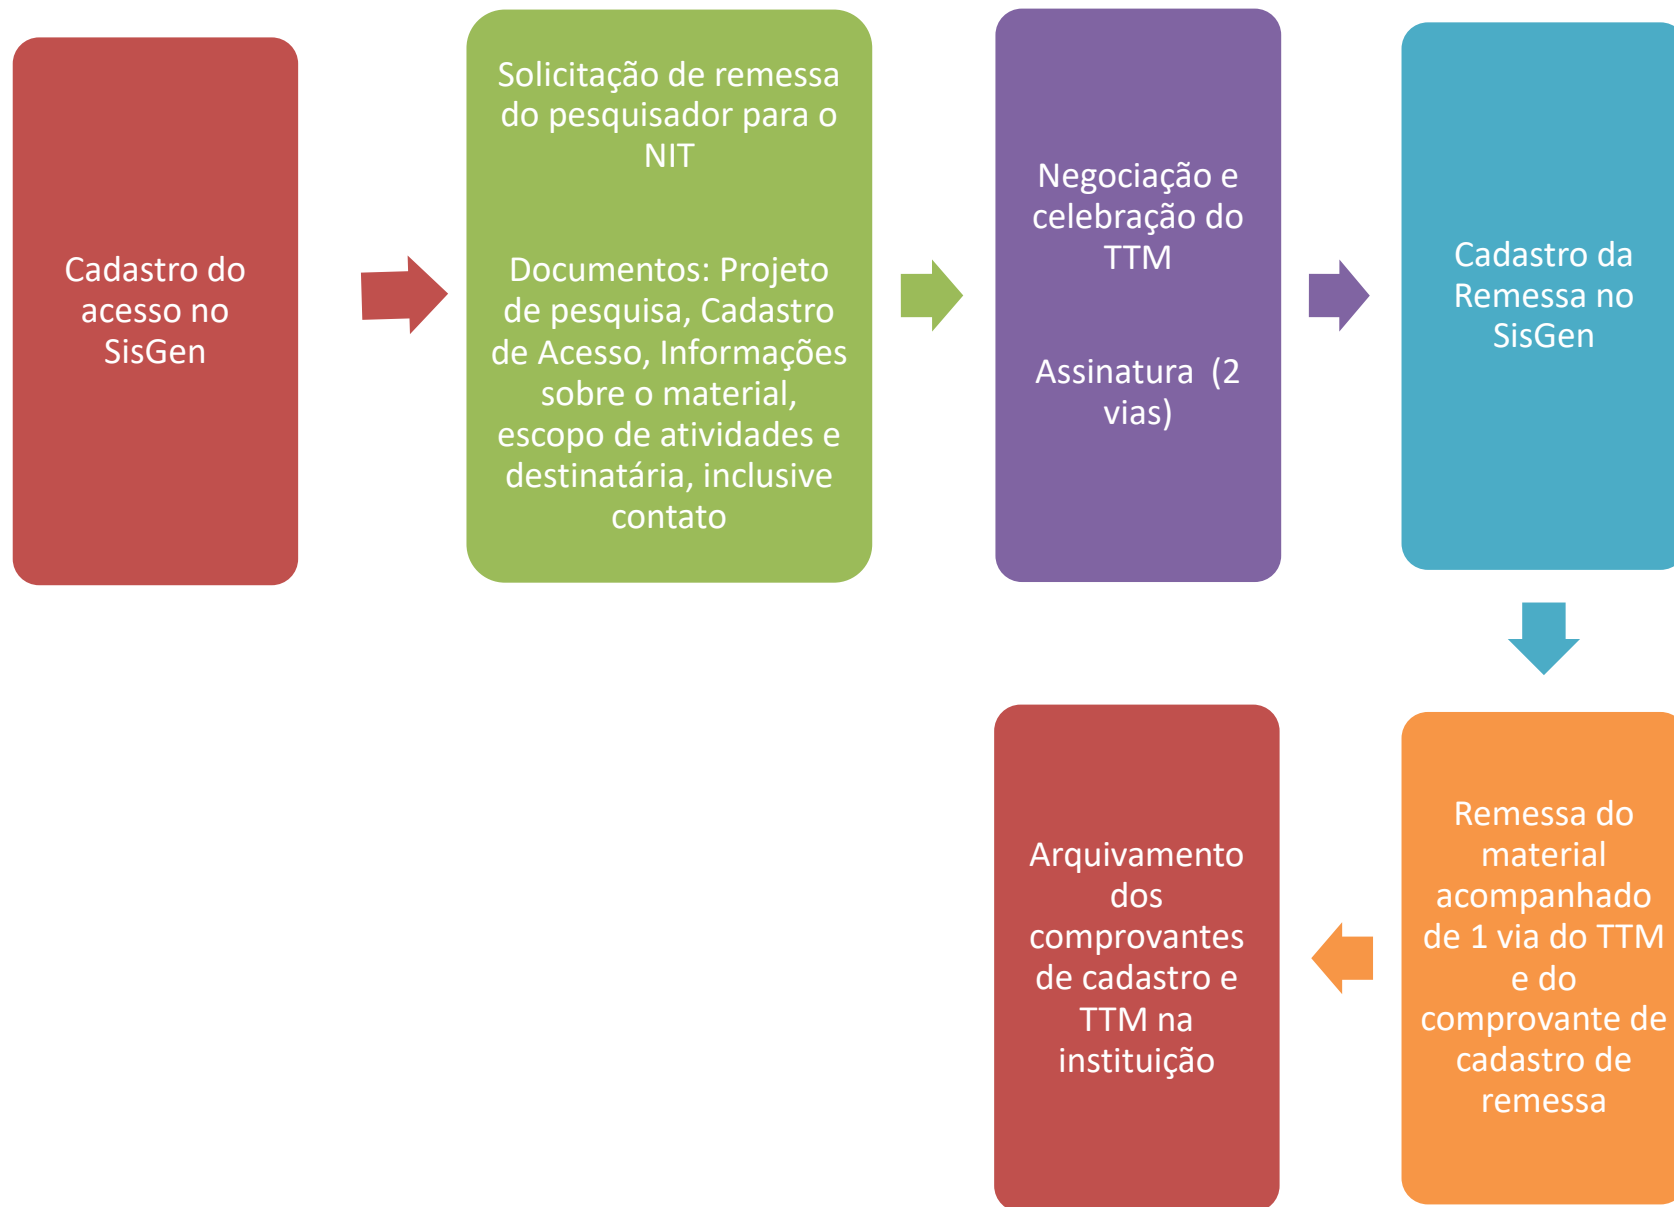 Cadastro do
acesso no
SisGen
Solicitação de remessa
do pesquisador para o
NIT
Documentos: Projeto
de pesquisa, Cadastro
de Acesso, Informações
sobre o material,
escopo de atividades e
destinatária, inclusive
contato
Negociação e
celebração do
TTM
Assinatura  (2
vias)
Cadastro da
Remessa no
SisGen
Remessa do
material
acompanhado
de 1 via do TTM
e do
comprovante de
cadastro de
remessa
Arquivamento
dos
comprovantes
de cadastro e
TTM na
instituição